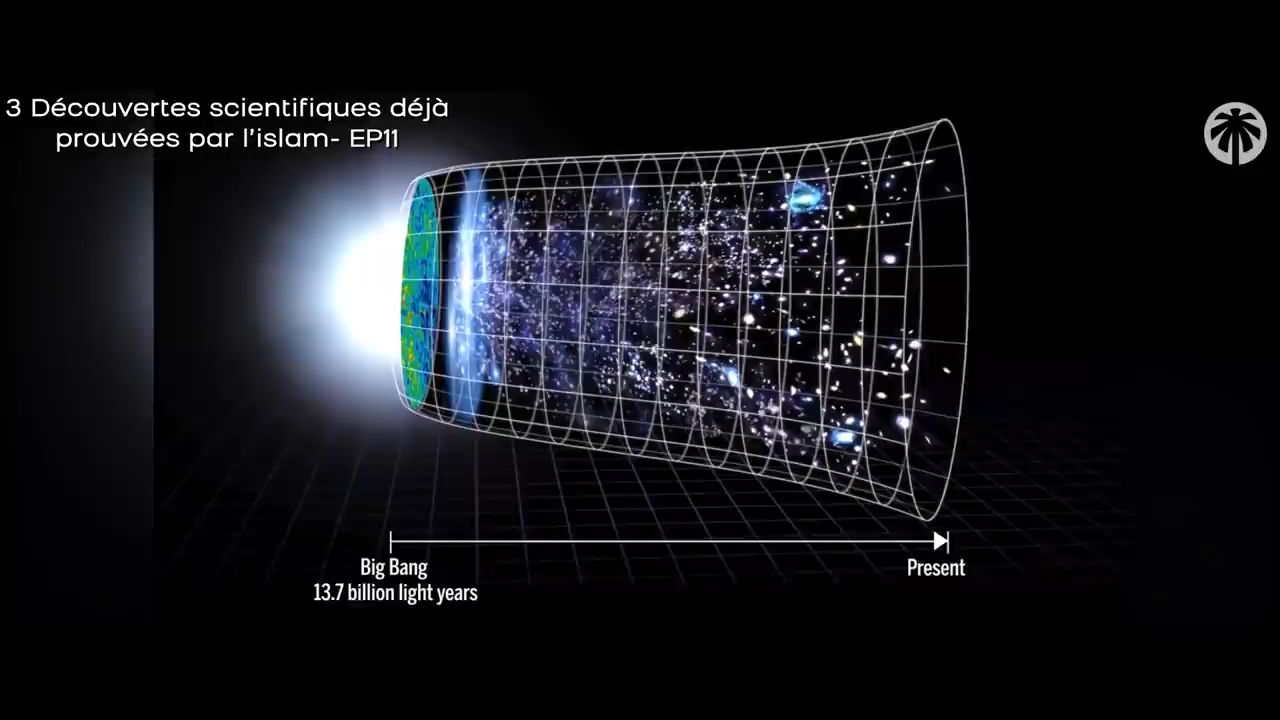 3 Découvertes scientifiques déjà
prouvées par l'islam- EP11
Big Bang
13.7 billion light years
Present